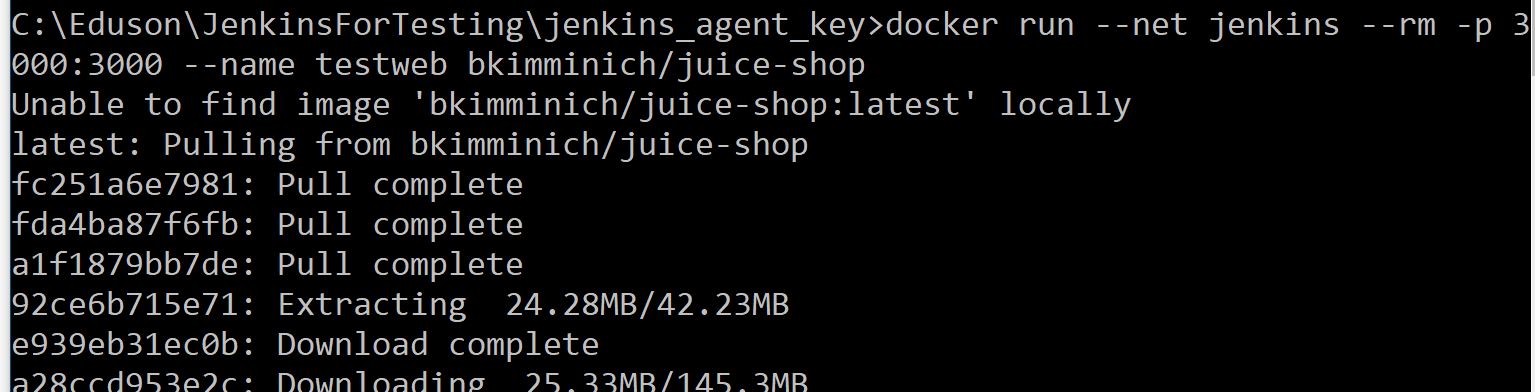 C:\Eduson\JenkinsForTesting\jenkins_agent_key>docker run --net jenkins --rm -p 3
000:3000 --name testweb bkimminich/juice-shop
Unable to find image 'bkimminich/juice-shop:latest' locally
latest: Pulling from bkimminich/juice-shop
fc251a6e7981: Pull complete
fda4ba87f6fb: Pull complete
a1f1879bb7de: Pull complete
92ce6b715e71: Extracting  24.28MB/42.23MB
e939eb31ec0b: Download complete
a28ccd953e2c: Downloading  25.33MB/145.3MB